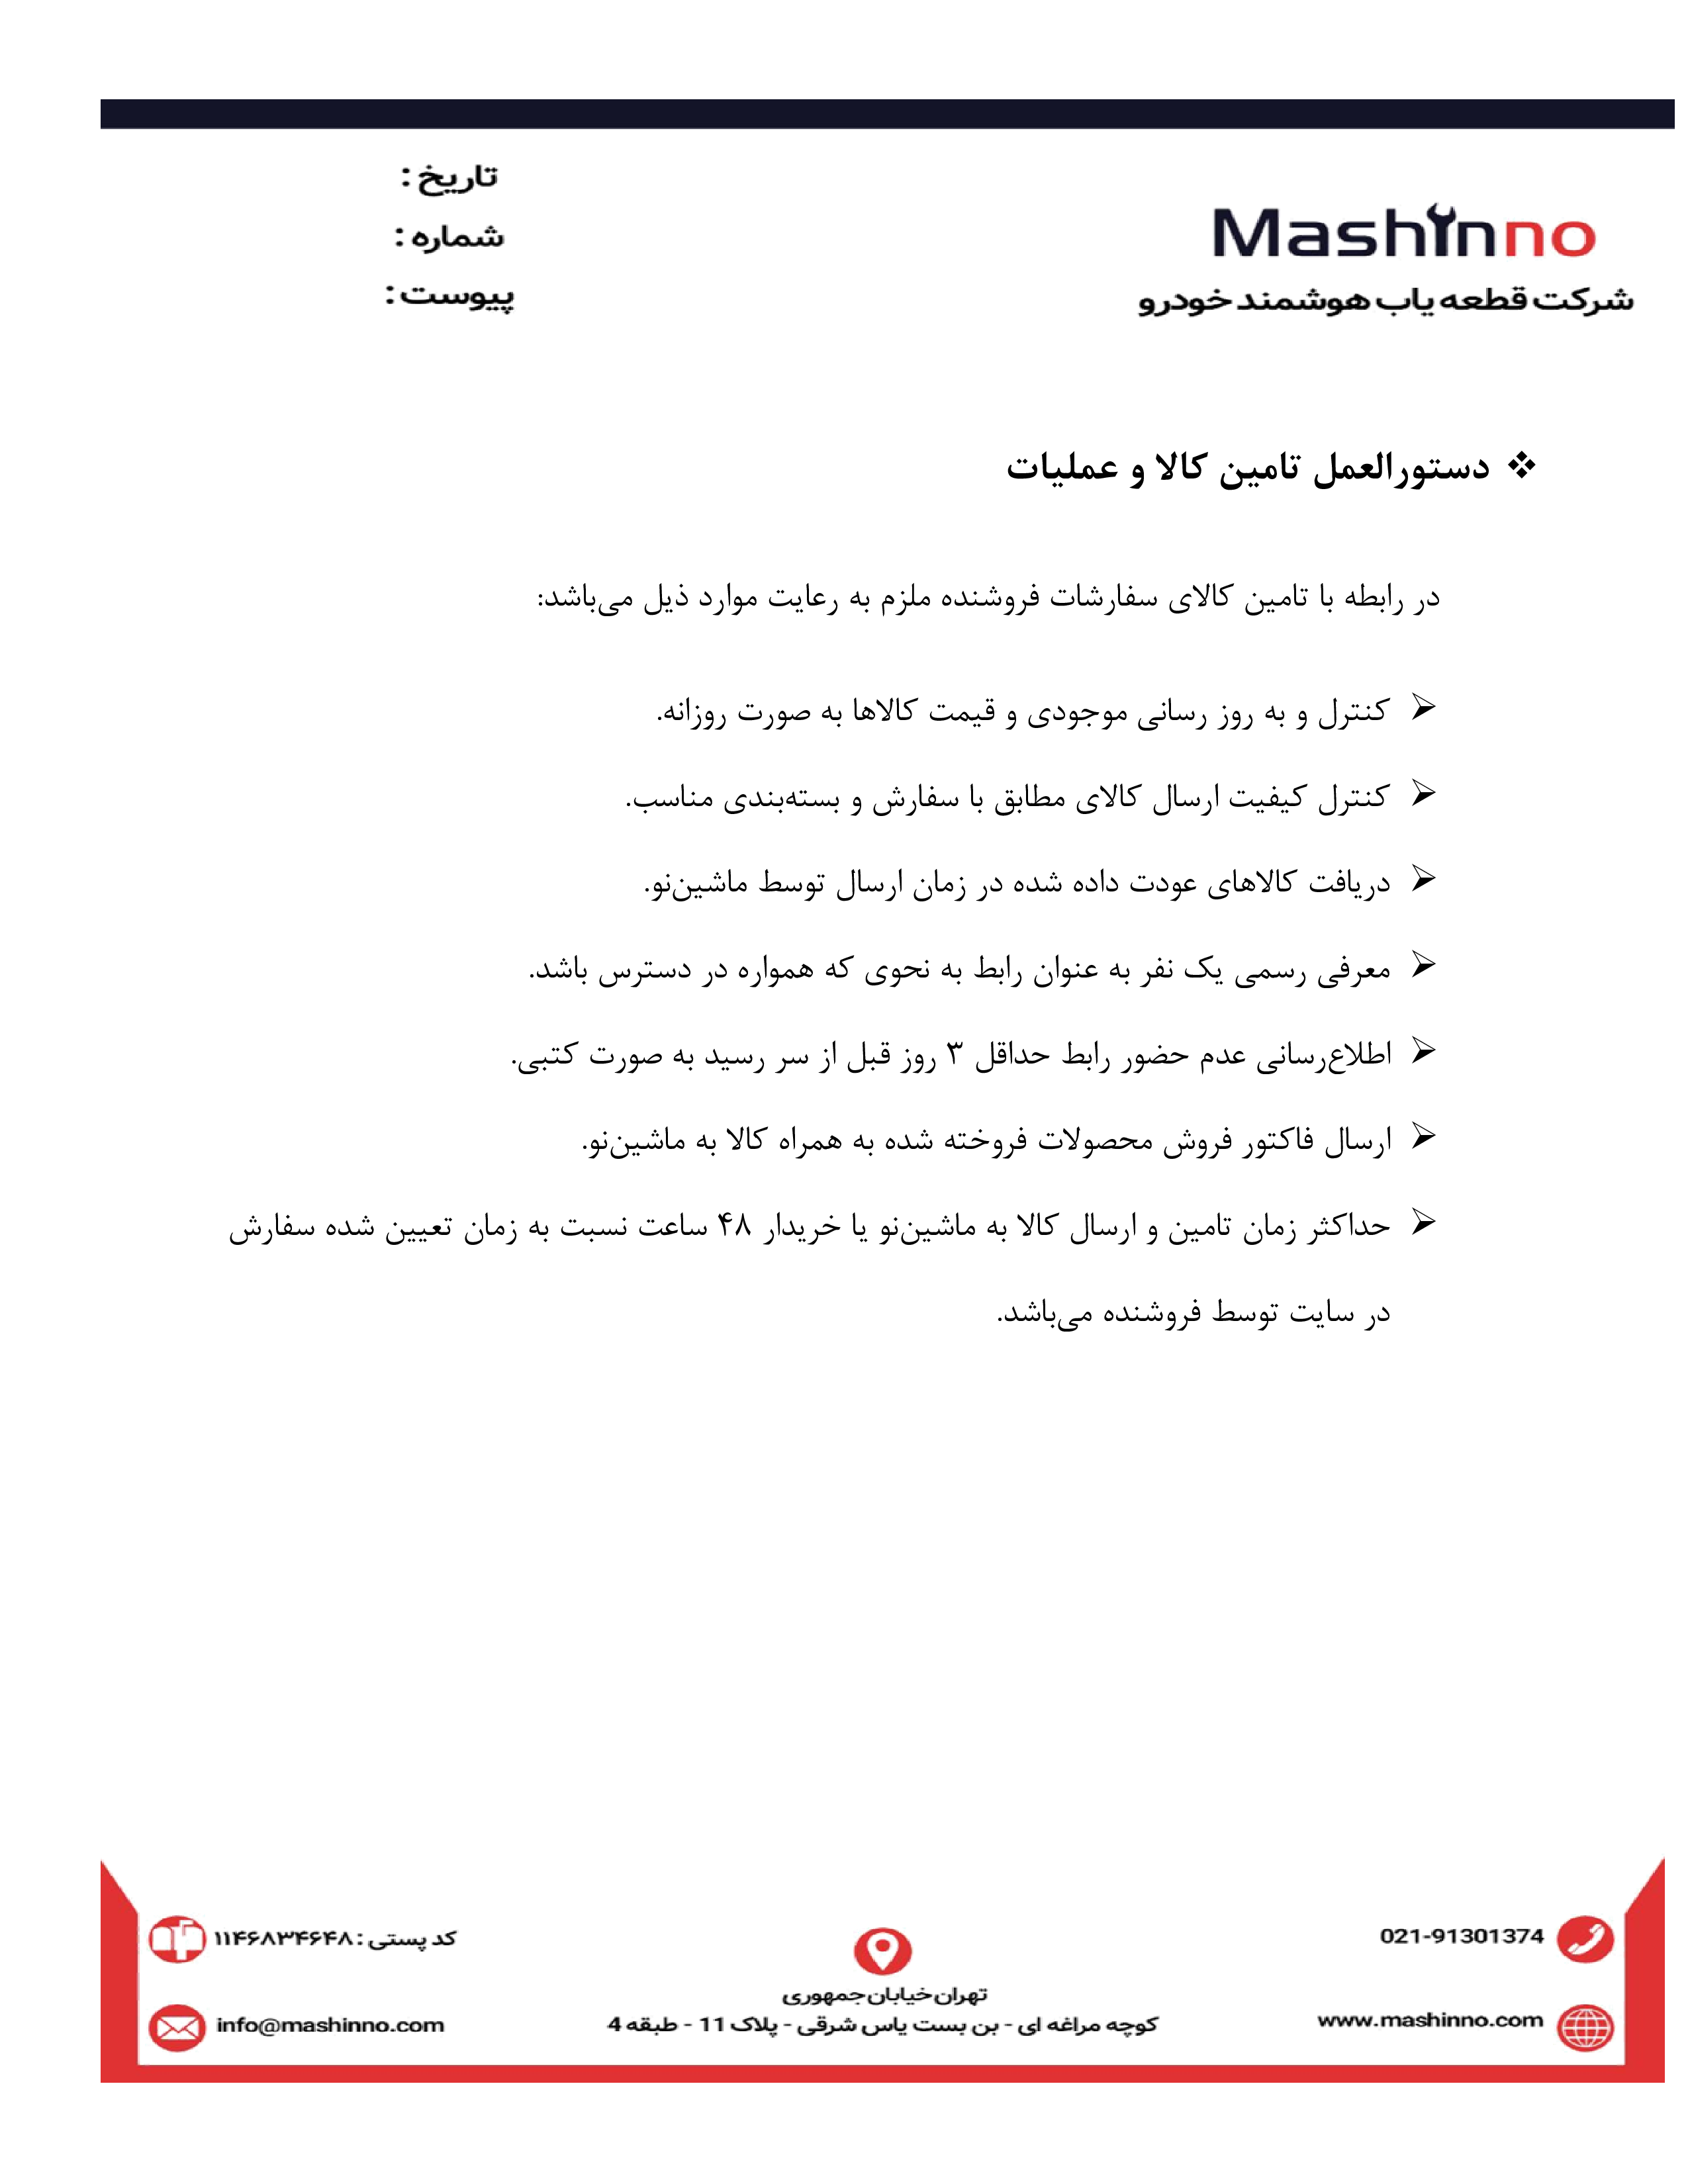 Mashinno
شرکت قطعه یاب هوشمند خودرو
تاریخ :
شماره :
پیوست :
❖ دستورالعمل تامین کالا و عملیات
در رابطه با تامین کالای سفارشات فروشنده ملزم به رعایت موارد ذیل می‌باشد:
➢ کنترل و به روز رسانی موجودی و قیمت کالاها به صورت روزانه.
➢ کنترل کیفیت ارسال کالای مطابق با سفارش و بسته‌بندی مناسب.
➢ دریافت کالاهای عودت داده شده در زمان ارسال توسط ماشین‌نو.
➢ معرفی رسمی یک نفر به عنوان رابط به نحوی که همواره در دسترس باشد.
➢ اطلاع‌رسانی عدم حضور رابط حداقل ۳ روز قبل از سر رسید به صورت کتبی.
➢ ارسال فاکتور فروش محصولات فروخته شده به همراه کالا به ماشین‌نو.
➢ حداکثر زمان تامین و ارسال کالا به ماشین‌نو یا خریدار ۴۸ ساعت نسبت به زمان تعیین شده سفارش
در سایت توسط فروشنده می‌باشد.
021-91301374
www.mashinno.com
تهران خیابان جمهوری
کوچه مراغه ای - بن بست یاس شرقی - پلاک 11 - طبقه 4
کد پستی : ۱۱۴۶۸۳۴۶۴۸
info@mashinno.com